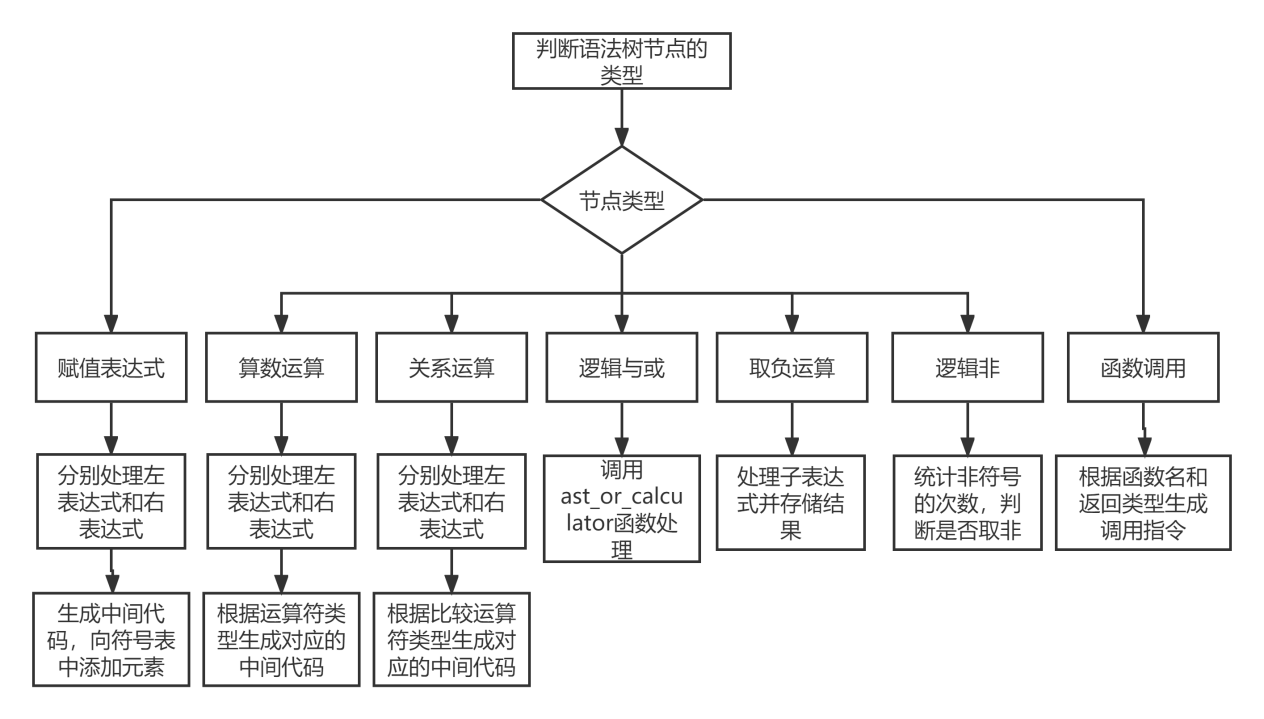 判断语法树节点的
类型
节点类型
赋值表达式
算数运算
关系运算
逻辑与或
取负运算
逻辑非
函数调用
分别处理左
表达式和右
表达式
分别处理左
表达式和右
表达式
分别处理左
表达式和右
表达式
调用
ast_or_calcu
lator函数处
理
处理子表达
式并存储结
果
统计非符号
的次数，判
断是否取非
根据函数名和
返回类型生成
调用指令
生成中间代
码，向符号表
中添加元素
根据运算符类
型生成对应的
中间代码
根据比较运算
符类型生成对
应的中间代码